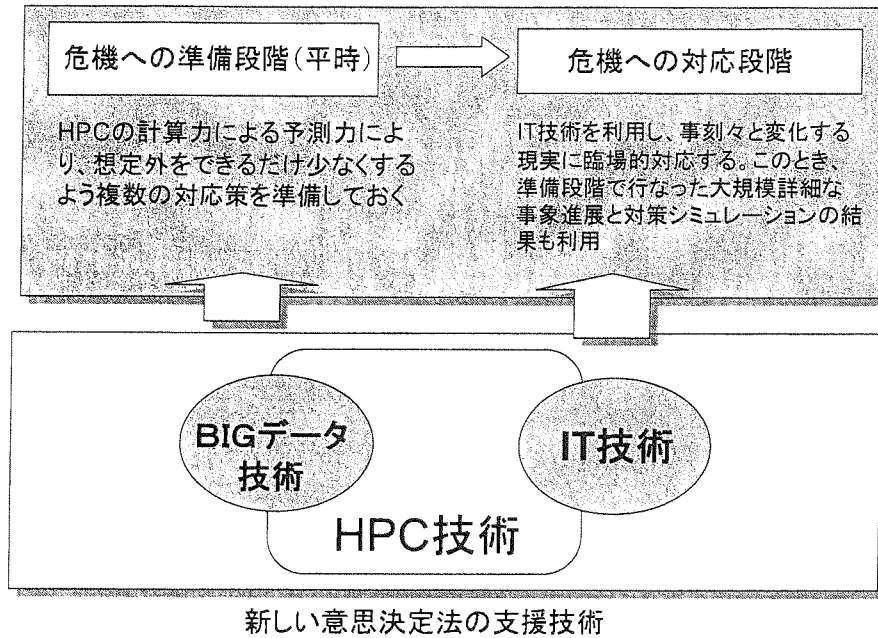 危機への準備段階(平時)
危機への対応段階
HPCの計算力による予測力によ
り、想定外をできるだけ少なくする
よう複数の対応策を準備しておく
IT技術を利用し、事刻々と変化する
現実に臨場的対応する。このとき、
準備段階で行なった大規模詳細な
事象進展と対策シミュレーションの結
果も利用
BIGデータ
技術
IT技術
HPC技術
新しい意思決定法の支援技術